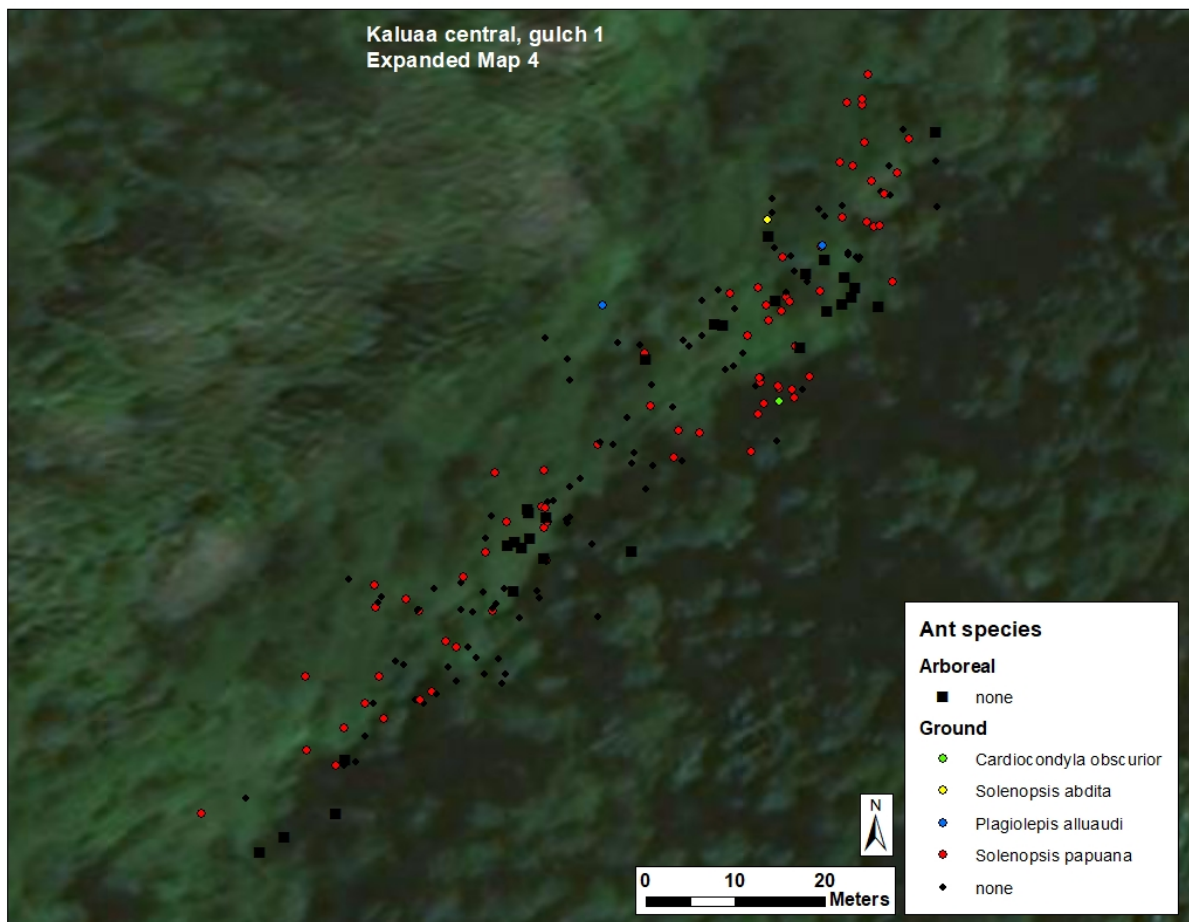 Kaluaa central, gulch 1
Expanded Map 4
Ant species
Arboreal
none
Ground
Cardiocondyla obscurior
Solenopsis abdita
Plagiolepis alluaudi
Solenopsis papuana
none
N
0 10 20
Meters